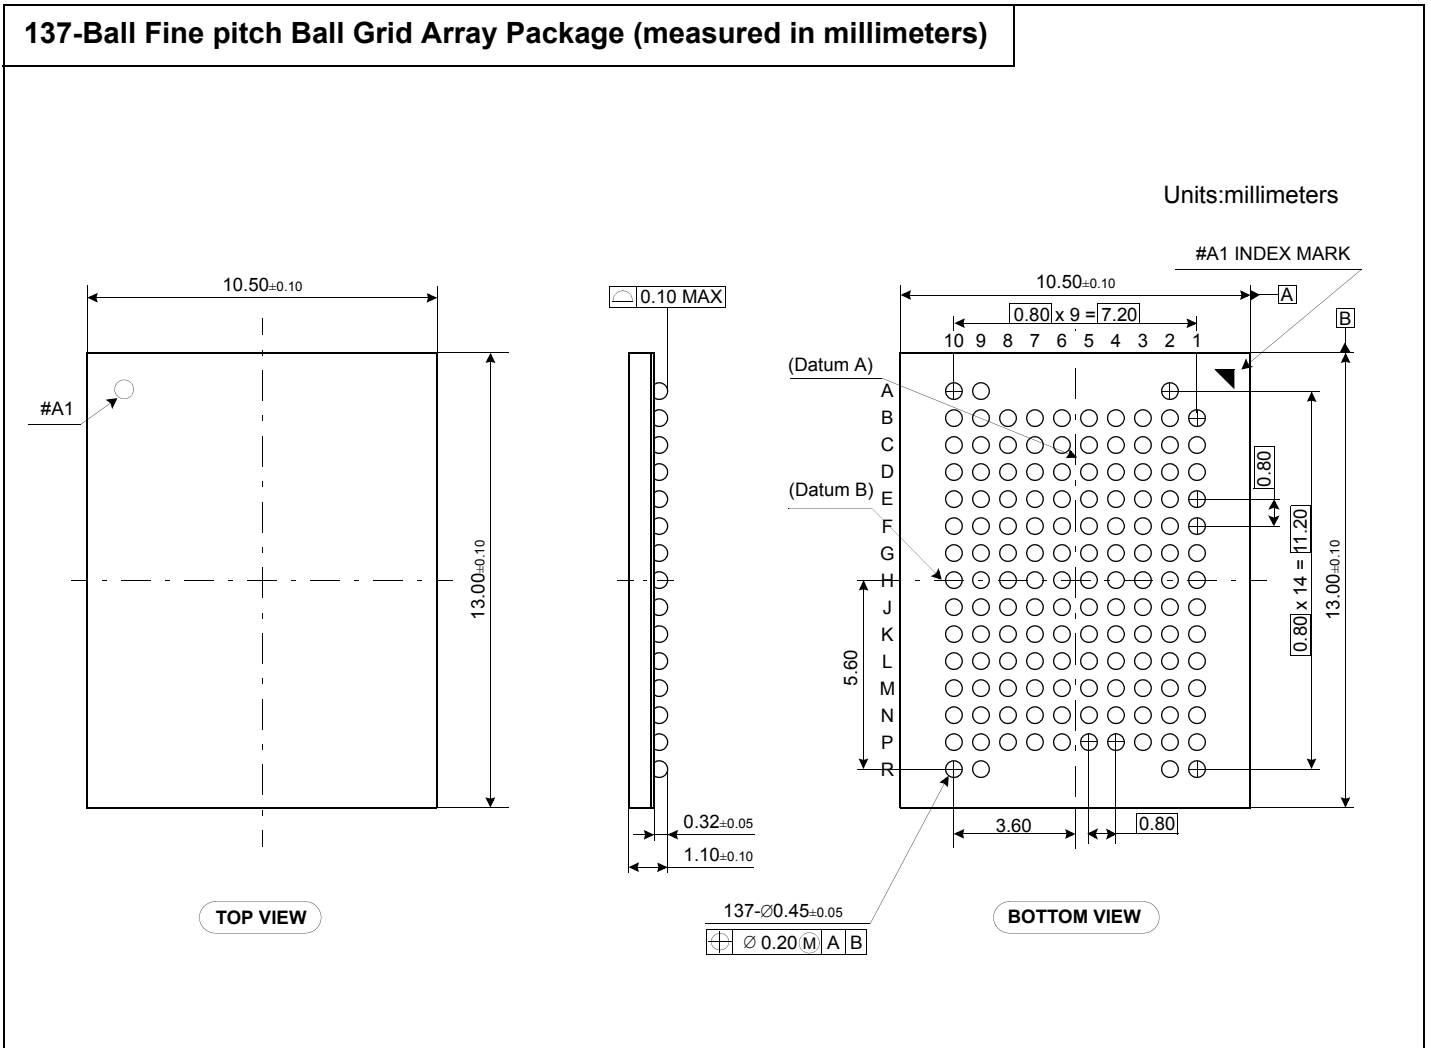 137-Ball Fine pitch Ball Grid Array Package (measured in millimeters)
Units:millimeters
#A1 INDEX MARK
10.50±0.10
0.10 MAX
10.50±0.10
A
0.80 x 9 = 7.20
B
10 9 8 7 6 5 4 3 2 1
(Datum A)
#A1
A
B
C
D
E
F
G
H
J
K
L
M
N
P
R
(Datum B)
0.80
0.80 x 14 = 11.20
13.00±0.10
13.00±0.10
5.60
0.32±0.05
1.10±0.10
3.60
0.80
137-∅0.45±0.05
∅ 0.20 Ⓜ A B
TOP VIEW
BOTTOM VIEW